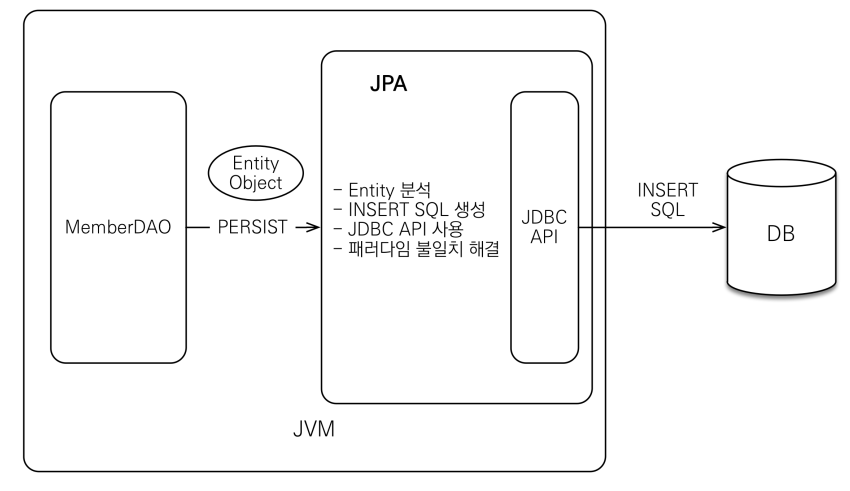 JPA
Entity
Object
MemberDAO
PERSIST
- Entity 분석
- INSERT SQL 생성
- JDBC API 사용
- 패러다임 불일치 해결
JDBC
API
INSERT
SQL
DB
JVM